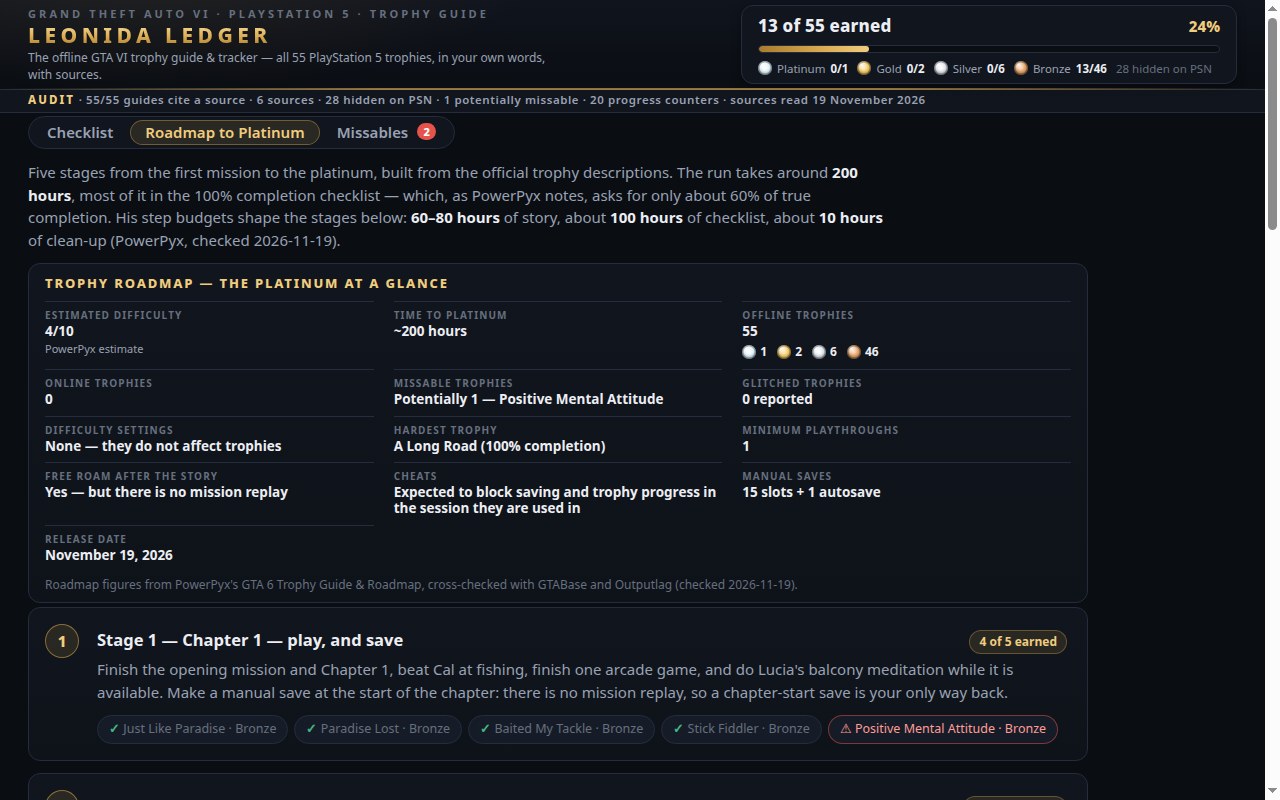 GRAND THEFT AUTO VI · PLAYSTATION 5 · TROPHY GUIDE
LEONIDA LEDGER
The offline GTA VI trophy guide & tracker — all 55 PlayStation 5 trophies, in your own words,
with sources.
13 of 55 earned
24%
Platinum 0/1 Gold 0/2 Silver 0/6 Bronze 13/46 28 hidden on PSN
AUDIT · 55/55 guides cite a source · 6 sources · 28 hidden on PSN · 1 potentially missable · 20 progress counters · sources read 19 November 2026
Checklist
Roadmap to Platinum
Missables 2
Five stages from the first mission to the platinum, built from the official trophy descriptions. The run takes around 200
hours, most of it in the 100% completion checklist — which, as PowerPyx notes, asks for only about 60% of true
completion. His step budgets shape the stages below: 60–80 hours of story, about 100 hours of checklist, about 10 hours
of clean-up (PowerPyx, checked 2026-11-19).
TROPHY ROADMAP — THE PLATINUM AT A GLANCE
ESTIMATED DIFFICULTY
4/10
PowerPyx estimate
TIME TO PLATINUM
~200 hours
OFFLINE TROPHIES
55
1 2 6 46
ONLINE TROPHIES
0
MISSABLE TROPHIES
Potentially 1 — Positive Mental Attitude
GLITCHED TROPHIES
0 reported
DIFFICULTY SETTINGS
None — they do not affect trophies
HARDEST TROPHY
A Long Road (100% completion)
MINIMUM PLAYTHROUGHS
1
FREE ROAM AFTER THE STORY
Yes — but there is no mission replay
CHEATS
Expected to block saving and trophy progress in
the session they are used in
MANUAL SAVES
15 slots + 1 autosave
RELEASE DATE
November 19, 2026
Roadmap figures from PowerPyx's GTA 6 Trophy Guide & Roadmap, cross-checked with GTABase and Outputlag (checked 2026-11-19).
1
Stage 1 — Chapter 1 — play, and save
4 of 5 earned
Finish the opening mission and Chapter 1, beat Cal at fishing, finish one arcade game, and do Lucia's balcony meditation while it is
available. Make a manual save at the start of the chapter: there is no mission replay, so a chapter-start save is your only way back.
✓ Just Like Paradise · Bronze
✓ Paradise Lost · Bronze
✓ Baited My Tackle · Bronze
✓ Stick Fiddler · Bronze
⚠ Positive Mental Attitude · Bronze